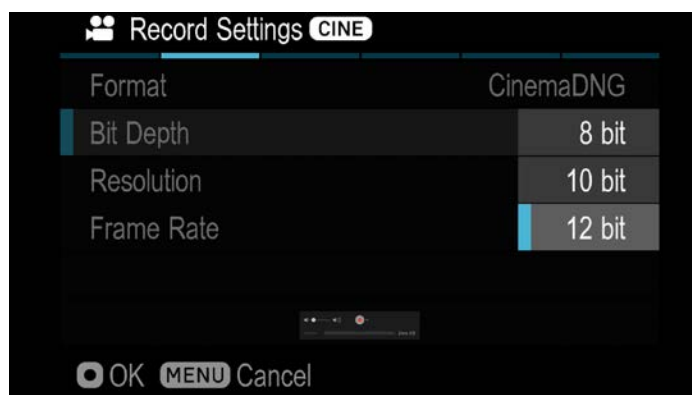 Record Settings CINE
Format CinemaDNG
Bit Depth 8 bit
Resolution 10 bit
Frame Rate 12 bit
OK MENU Cancel